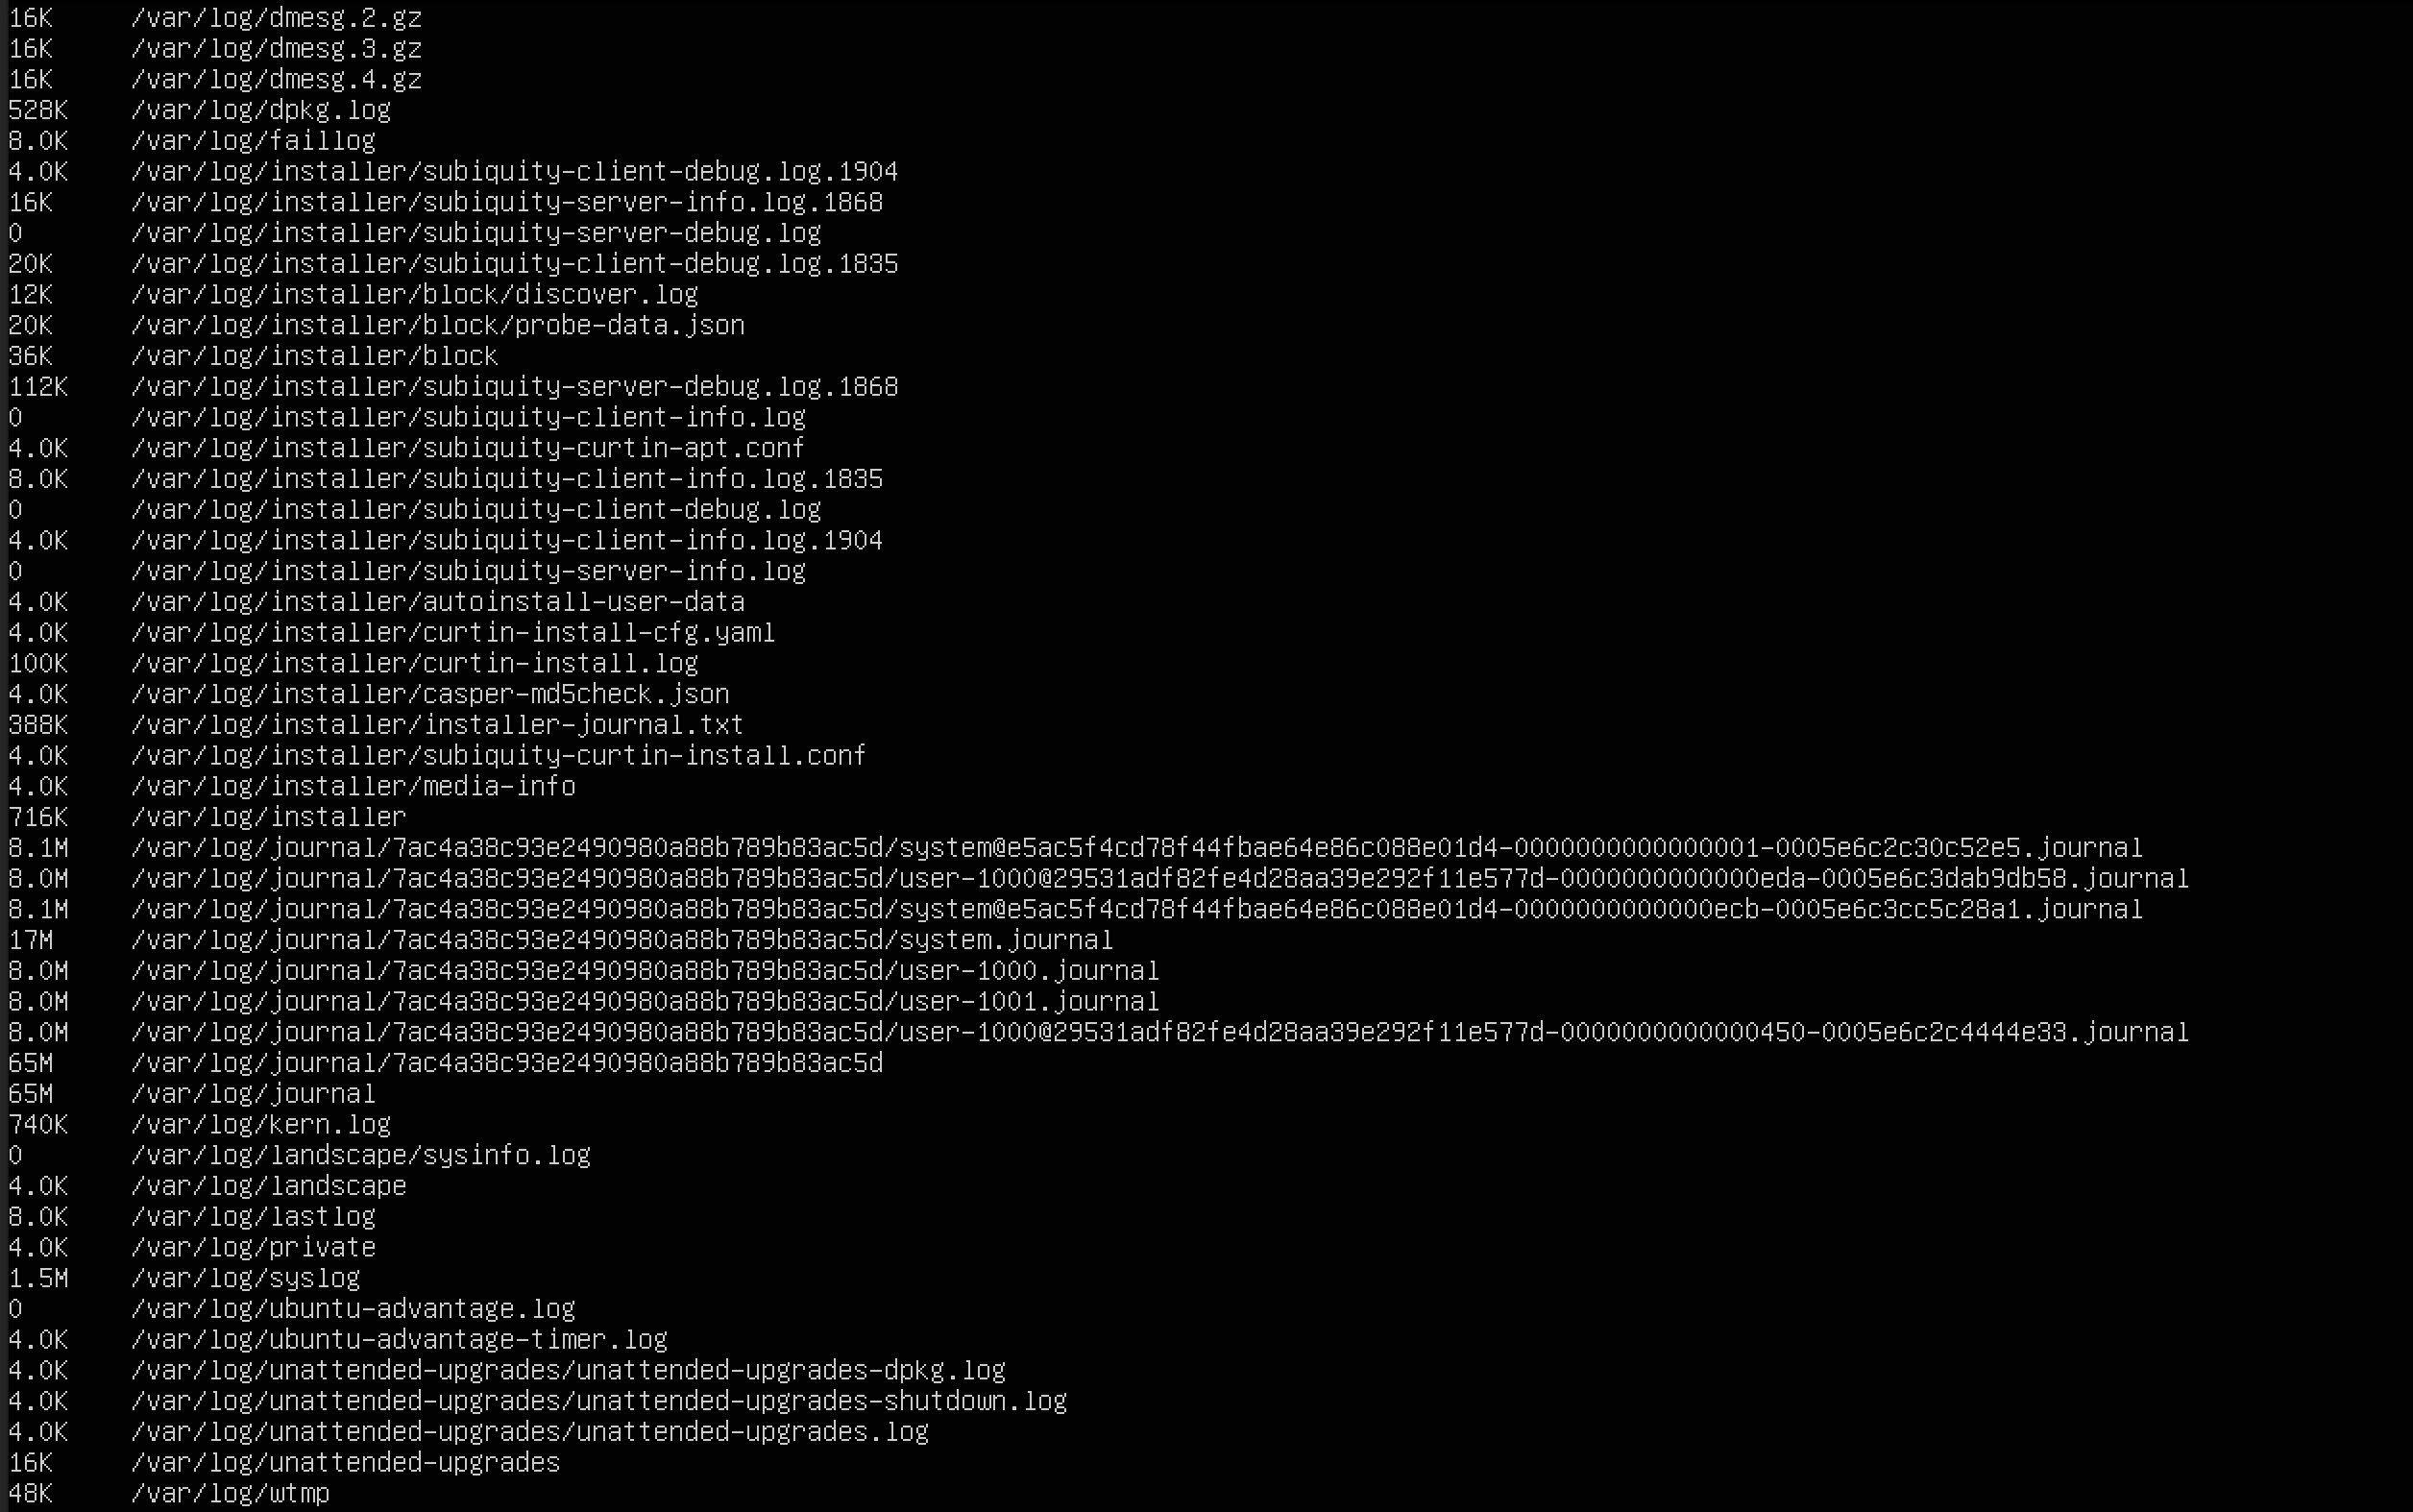 16K /var/log/dmesg.2.gz
16K /var/log/dmesg.3.gz
16K /var/log/dmesg.4.gz
528K /var/log/dpkg.log
8.0K /var/log/faillog
4.0K /var/log/installer/subiquity-client-debug.log.1904
16K /var/log/installer/subiquity-server-info.log.1868
0 /var/log/installer/subiquity-server-debug.log
20K /var/log/installer/subiquity-client-debug.log.1835
12K /var/log/installer/block/discover.log
20K /var/log/installer/block/probe-data.json
36K /var/log/installer/block
112K /var/log/installer/subiquity-server-debug.log.1868
0 /var/log/installer/subiquity-client-info.log
4.0K /var/log/installer/subiquity-curtin-apt.conf
8.0K /var/log/installer/subiquity-client-info.log.1835
0 /var/log/installer/subiquity-client-debug.log
4.0K /var/log/installer/subiquity-client-info.log.1904
0 /var/log/installer/subiquity-server-info.log
4.0K /var/log/installer/autoinstall-user-data
4.0K /var/log/installer/curtin-install-cfg.yaml
100K /var/log/installer/curtin-install.log
4.0K /var/log/installer/casper-md5check.json
388K /var/log/installer/installer-journal.txt
4.0K /var/log/installer/subiquity-curtin-install.conf
4.0K /var/log/installer/media-info
716K /var/log/installer
8.1M /var/log/journal/7ac4a38c93e2490980a88b789b83ac5d/system@e5ac5f4cd78f44fbae64e86c088e01d4-0000000000000001-0005e6c2c30c52e5.journal
8.0M /var/log/journal/7ac4a38c93e2490980a88b789b83ac5d/user-1000@29531adf82fe4d28aa39e292f11e577d-0000000000000eda-0005e6c3dab9db58.journal
8.1M /var/log/journal/7ac4a38c93e2490980a88b789b83ac5d/system@e5ac5f4cd78f44fbae64e86c088e01d4-0000000000000ecb-0005e6c3cc5c28a1.journal
17M /var/log/journal/7ac4a38c93e2490980a88b789b83ac5d/system.journal
8.0M /var/log/journal/7ac4a38c93e2490980a88b789b83ac5d/user-1000.journal
8.0M /var/log/journal/7ac4a38c93e2490980a88b789b83ac5d/user-1001.journal
8.0M /var/log/journal/7ac4a38c93e2490980a88b789b83ac5d/user-1000@29531adf82fe4d28aa39e292f11e577d-0000000000000450-0005e6c2c4444e33.journal
65M /var/log/journal/7ac4a38c93e2490980a88b789b83ac5d
65M /var/log/journal
740K /var/log/kern.log
0 /var/log/landscape/sysinfo.log
4.0K /var/log/landscape
8.0K /var/log/lastlog
4.0K /var/log/private
1.5M /var/log/syslog
0 /var/log/ubuntu-advantage.log
4.0K /var/log/ubuntu-advantage-timer.log
4.0K /var/log/unattended-upgrades/unattended-upgrades-dpkg.log
4.0K /var/log/unattended-upgrades/unattended-upgrades-shutdown.log
4.0K /var/log/unattended-upgrades/unattended-upgrades.log
16K /var/log/unattended-upgrades
48K /var/log/wtmp